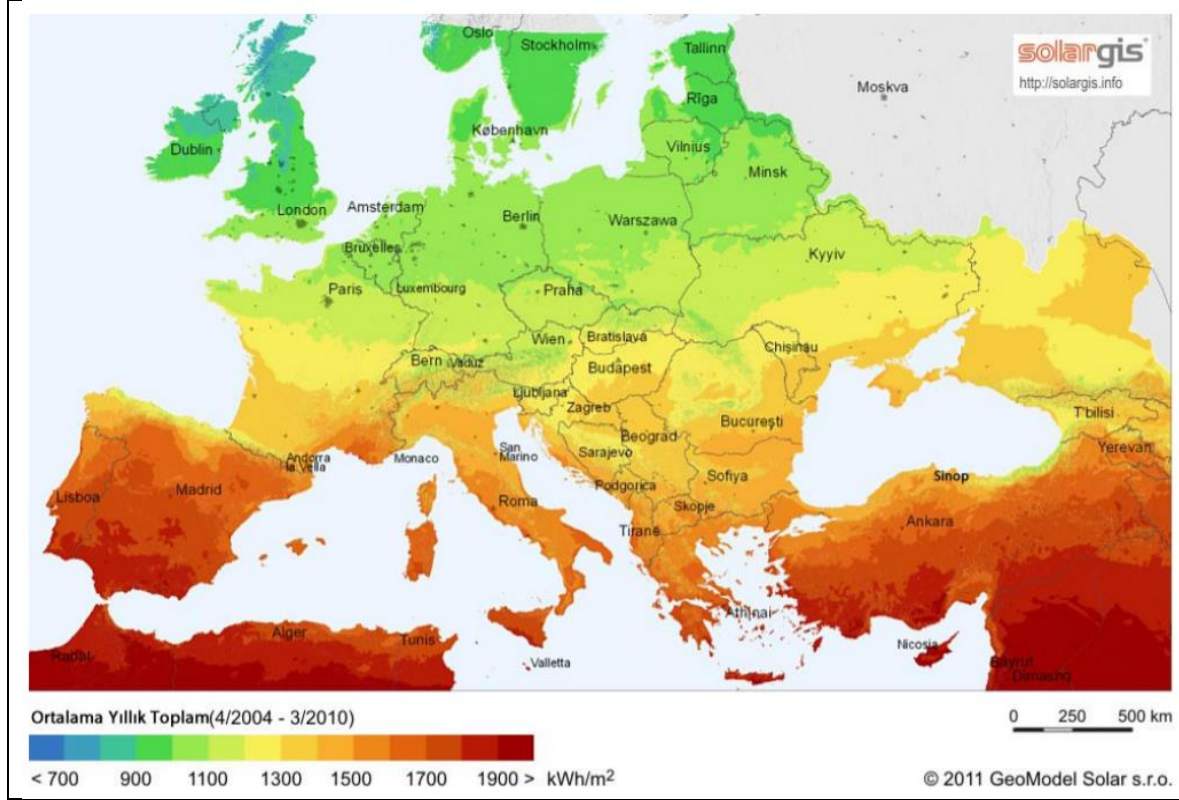 Oslo
Stockholm
Tallinn
solargis
http://solargis.info
Moskva
Rīga
København
Dublin
Vilnius
Minsk
London
Amsterdam
Berlin
Warszawa
Bruxelles
Kyyiv
Paris
Luxembourg
Praha
Wien
Bratislava
Chișinău
Bern
Vaduz
Budapest
Ljubljana
Zagreb
T'bilisi
București
Beograd
San
Marino
Sarajevo
Yerevan
Andorra
la Vella
Monaco
Podgorica
Sofiya
Sinop
Lisboa
Madrid
Roma
Skopje
Ankara
Tiranë
Athínai
Alger
Tunis
Nicosia
Rabat
Valletta
Bayrut
Dimashq
Ortalama Yıllık Toplam(4/2004 - 3/2010)
0 250 500 km
< 700 900 1100 1300 1500 1700 1900 > kWh/m²
© 2011 GeoModel Solar s.r.o.